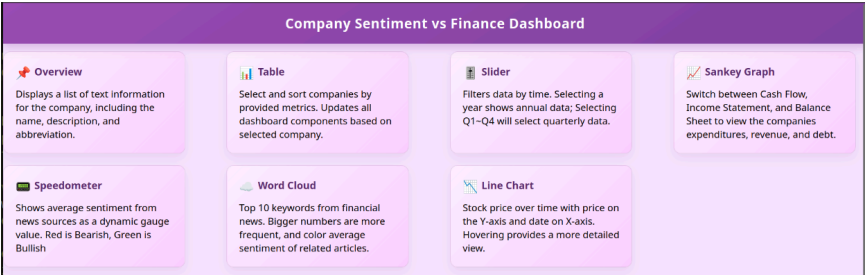 Company Sentiment vs Finance Dashboard
Overview
Displays a list of text information
for the company, including the
name, description, and
abbreviation.
Table
Select and sort companies by
provided metrics. Updates all
dashboard components based on
selected company.
Slider
Filters data by time. Selecting a
year shows annual data; Selecting
Q1~Q4 will select quarterly data.
Sankey Graph
Switch between Cash Flow,
Income Statement, and Balance
Sheet to view the companies
expenditures, revenue, and debt.
Speedometer
Shows average sentiment from
news sources as a dynamic gauge
value. Red is Bearish, Green is
Bullish
Word Cloud
Top 10 keywords from financial
news. Bigger numbers are more
frequent, and color average
sentiment of related articles.
Line Chart
Stock price over time with price on
the Y-axis and date on X-axis.
Hovering provides a more detailed
view.